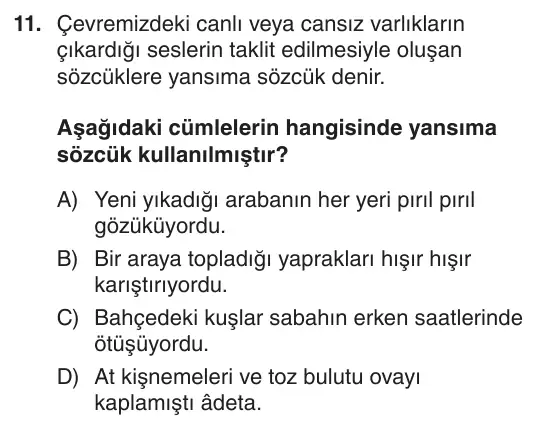 11. Çevremizdeki canlı veya cansız varlıkların
çıkardığı seslerin taklit edilmesiyle oluşan
sözcüklere yansıma sözcük denir.
Aşağıdaki cümlelerin hangisinde yansıma
sözcük kullanılmıştır?
A) Yeni yıkadığı arabanın her yeri pırıl pırıl
gözüküyordu.
B) Bir araya topladığı yaprakları hışır hışır
karıştırıyordu.
C) Bahçedeki kuşlar sabahın erken saatlerinde
ötüşüyordu.
D) At kişnemeleri ve toz bulutu ovayı
kaplamıştı âdeta.